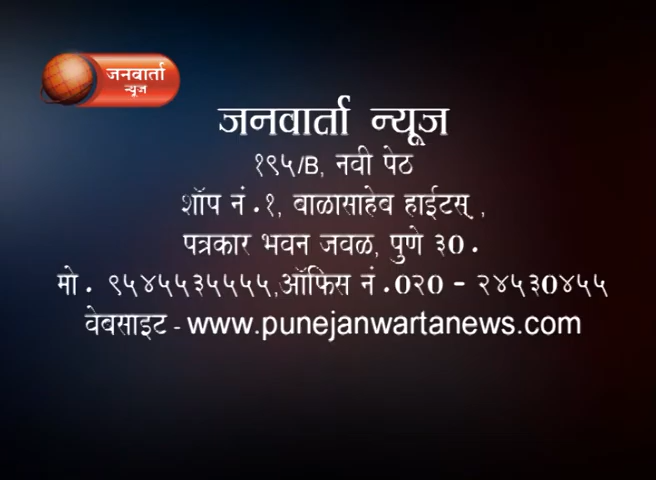 जनवार्ता
न्यूज
जनवार्ता न्यूज
१९५/B, नवी पेठ
शॉप नं.१, बाळासाहेब हाईटस्,
पत्रकार भवन जवळ, पुणे ३०.
मो. ९५४५५३५५५५,ऑफिस नं.०२० - २४५३०४५५
वेबसाइट - www.punejanwartanews.com